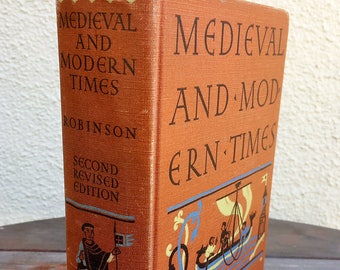 MEDIEVAL
AND
MODERN
TIMES
ROBINSON
SECOND
REVISED
EDITION
MEDIEVAL
AND · MOD
ERN · TIMES